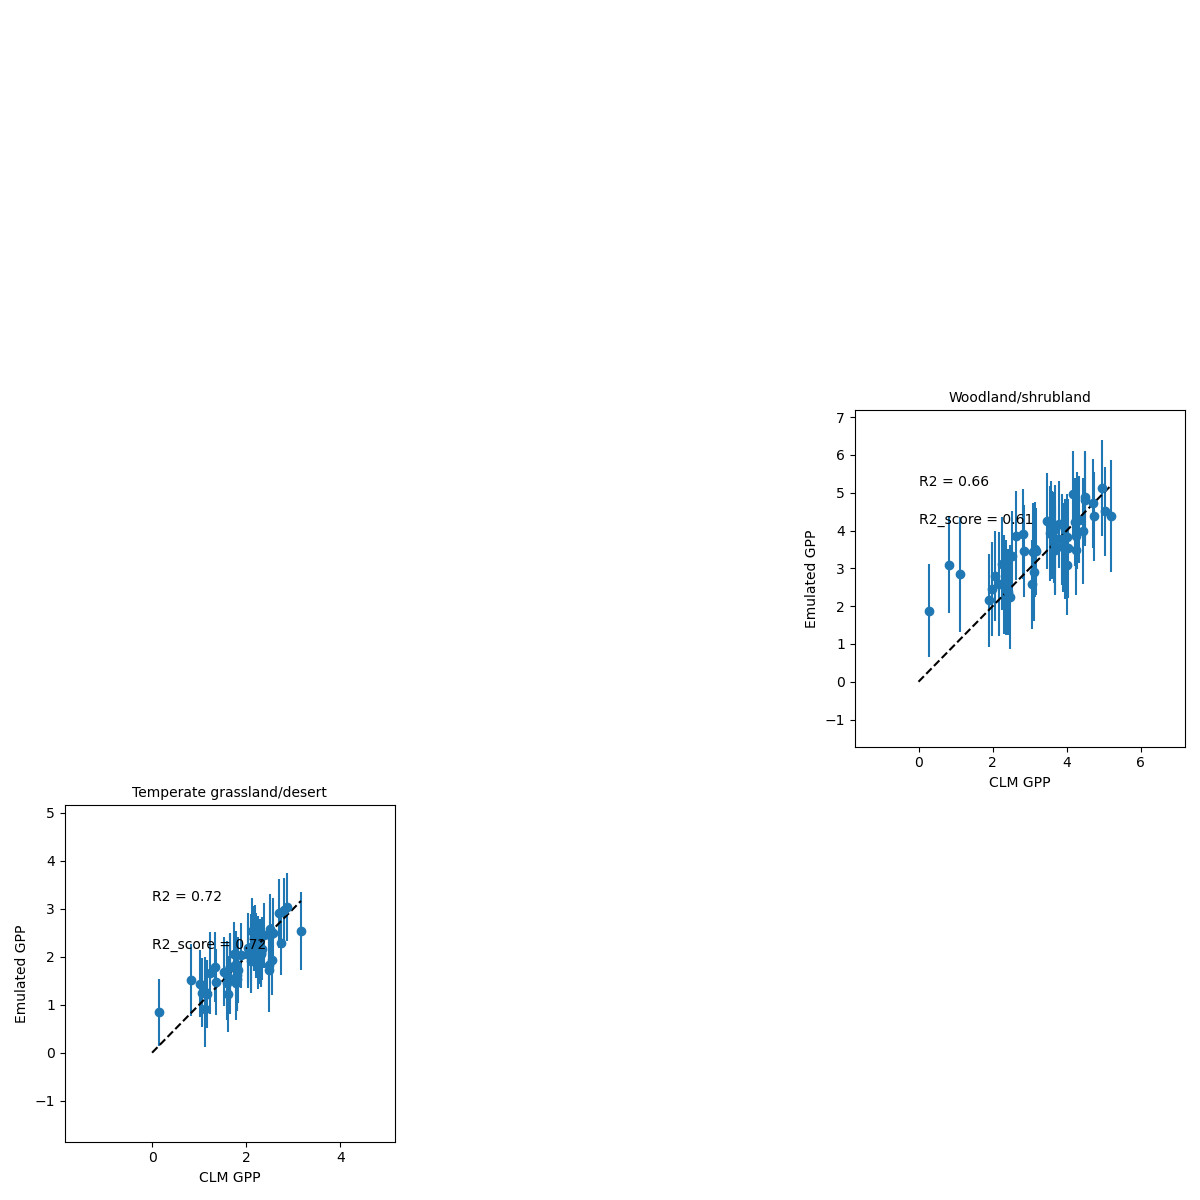 Woodland/shrubland
7
6
5
4
3
2
1
0
−1
R2 = 0.66
R2_score = 0.61
Emulated GPP
0 2 4 6
CLM GPP
Temperate grassland/desert
5
4
3
2
1
0
−1
R2 = 0.72
R2_score = 0.72
Emulated GPP
0 2 4
CLM GPP